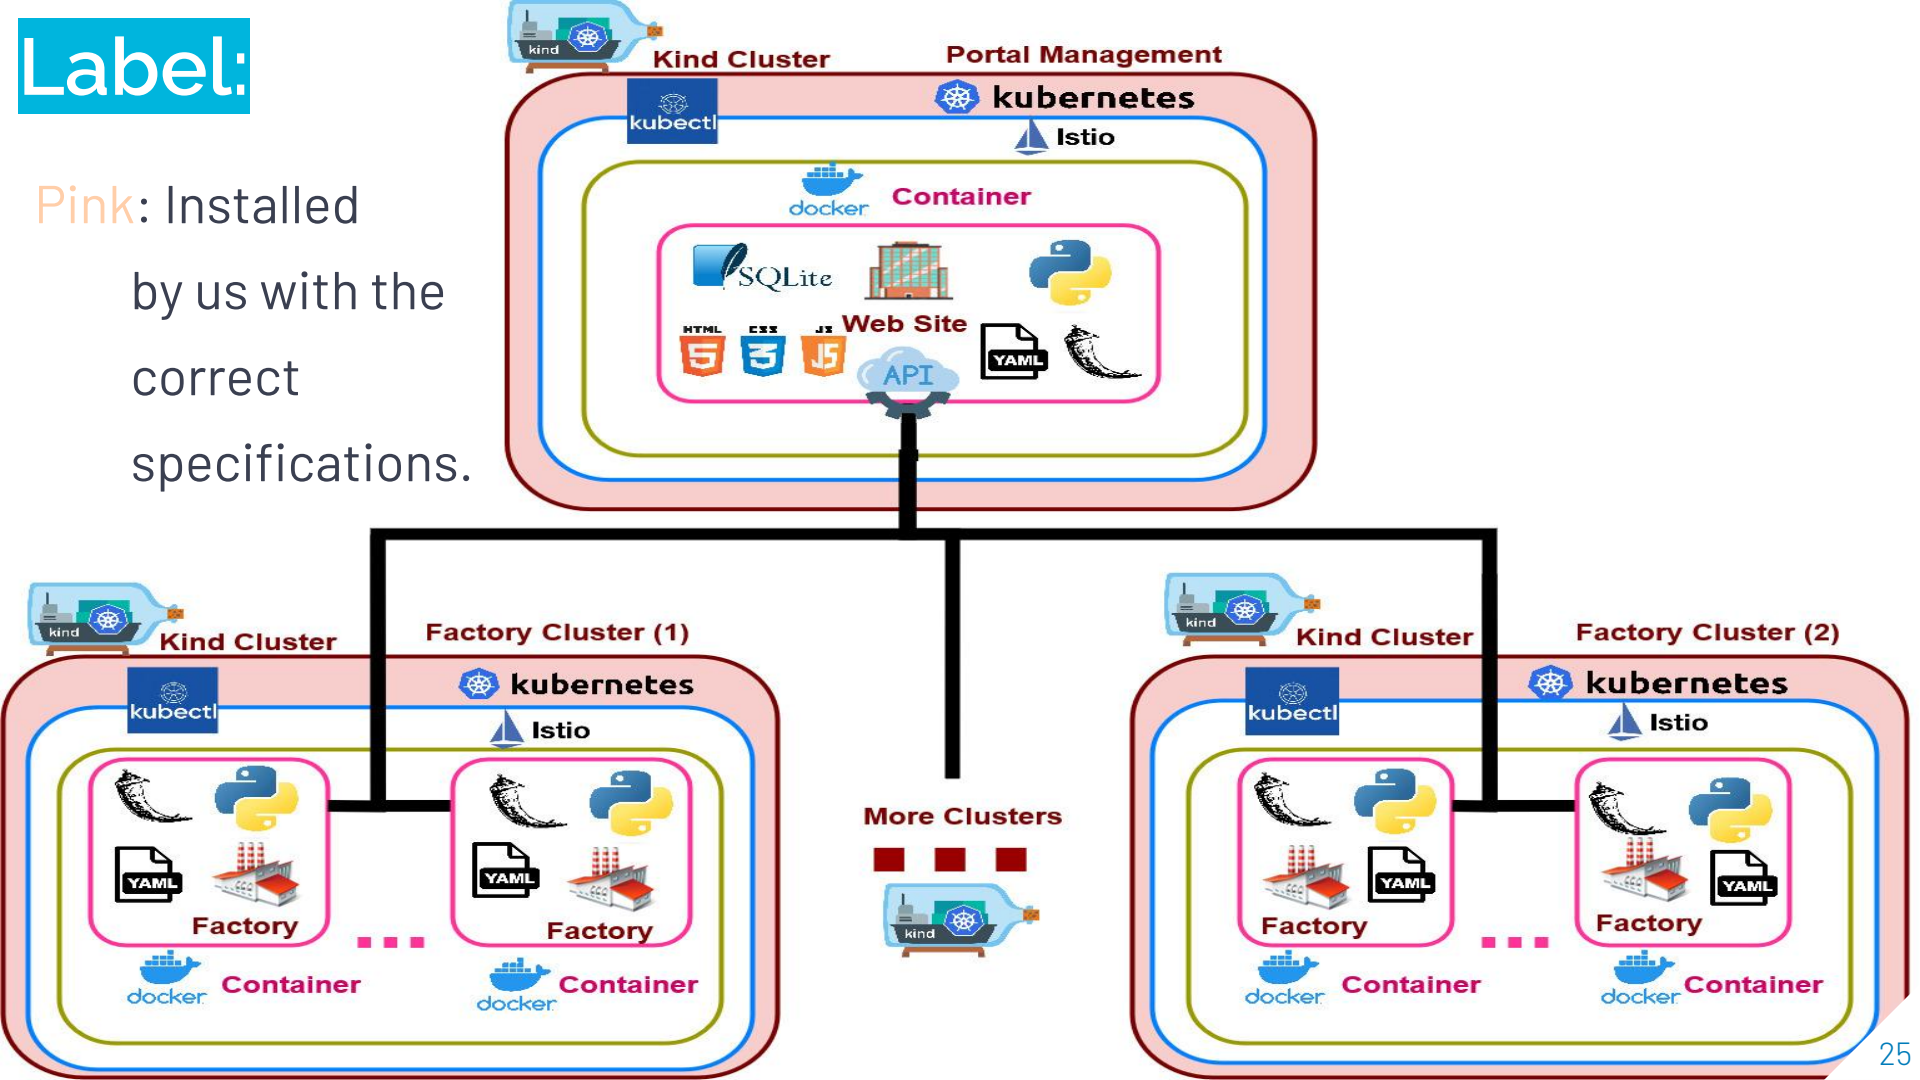 Label:
Pink: Installed
by us with the
correct
specifications.
kind
Kind Cluster
Portal Management
kubectl
kubernetes
Istio
docker
Container
SQLite
Web Site
HTML
CSS
JS
5
3
JS
API
YAML
kind
Kind Cluster
Factory Cluster (1)
kubectl
kubernetes
Istio
YAML
Factory
YAML
Factory
docker
Container
docker
Container
More Clusters
kind
kind
Kind Cluster
Factory Cluster (2)
kubectl
kubernetes
Istio
YAML
Factory
YAML
Factory
docker
Container
docker
Container
25